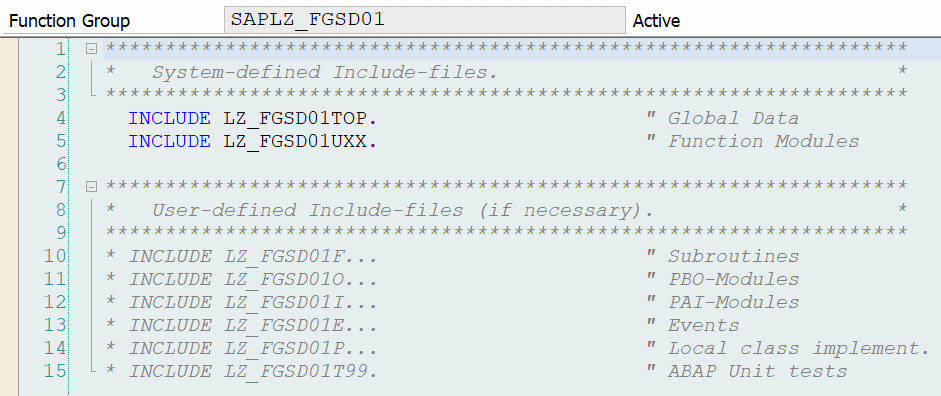 Function Group SAPLZ_FGSD01 Active
1 *******************************************************************
2 *   System-defined Include-files.                                 *
3 *******************************************************************
4   INCLUDE LZ_FGSD01TOP.                      " Global Data
5   INCLUDE LZ_FGSD01UXX.                      " Function Modules
6
7 *******************************************************************
8 *   User-defined Include-files (if necessary).                    *
9 *******************************************************************
10 * INCLUDE LZ_FGSD01F...                      " Subroutines
11 * INCLUDE LZ_FGSD01O...                      " PBO-Modules
12 * INCLUDE LZ_FGSD01I...                      " PAI-Modules
13 * INCLUDE LZ_FGSD01E...                      " Events
14 * INCLUDE LZ_FGSD01P...                      " Local class implement.
15 * INCLUDE LZ_FGSD01T99.                      " ABAP Unit tests